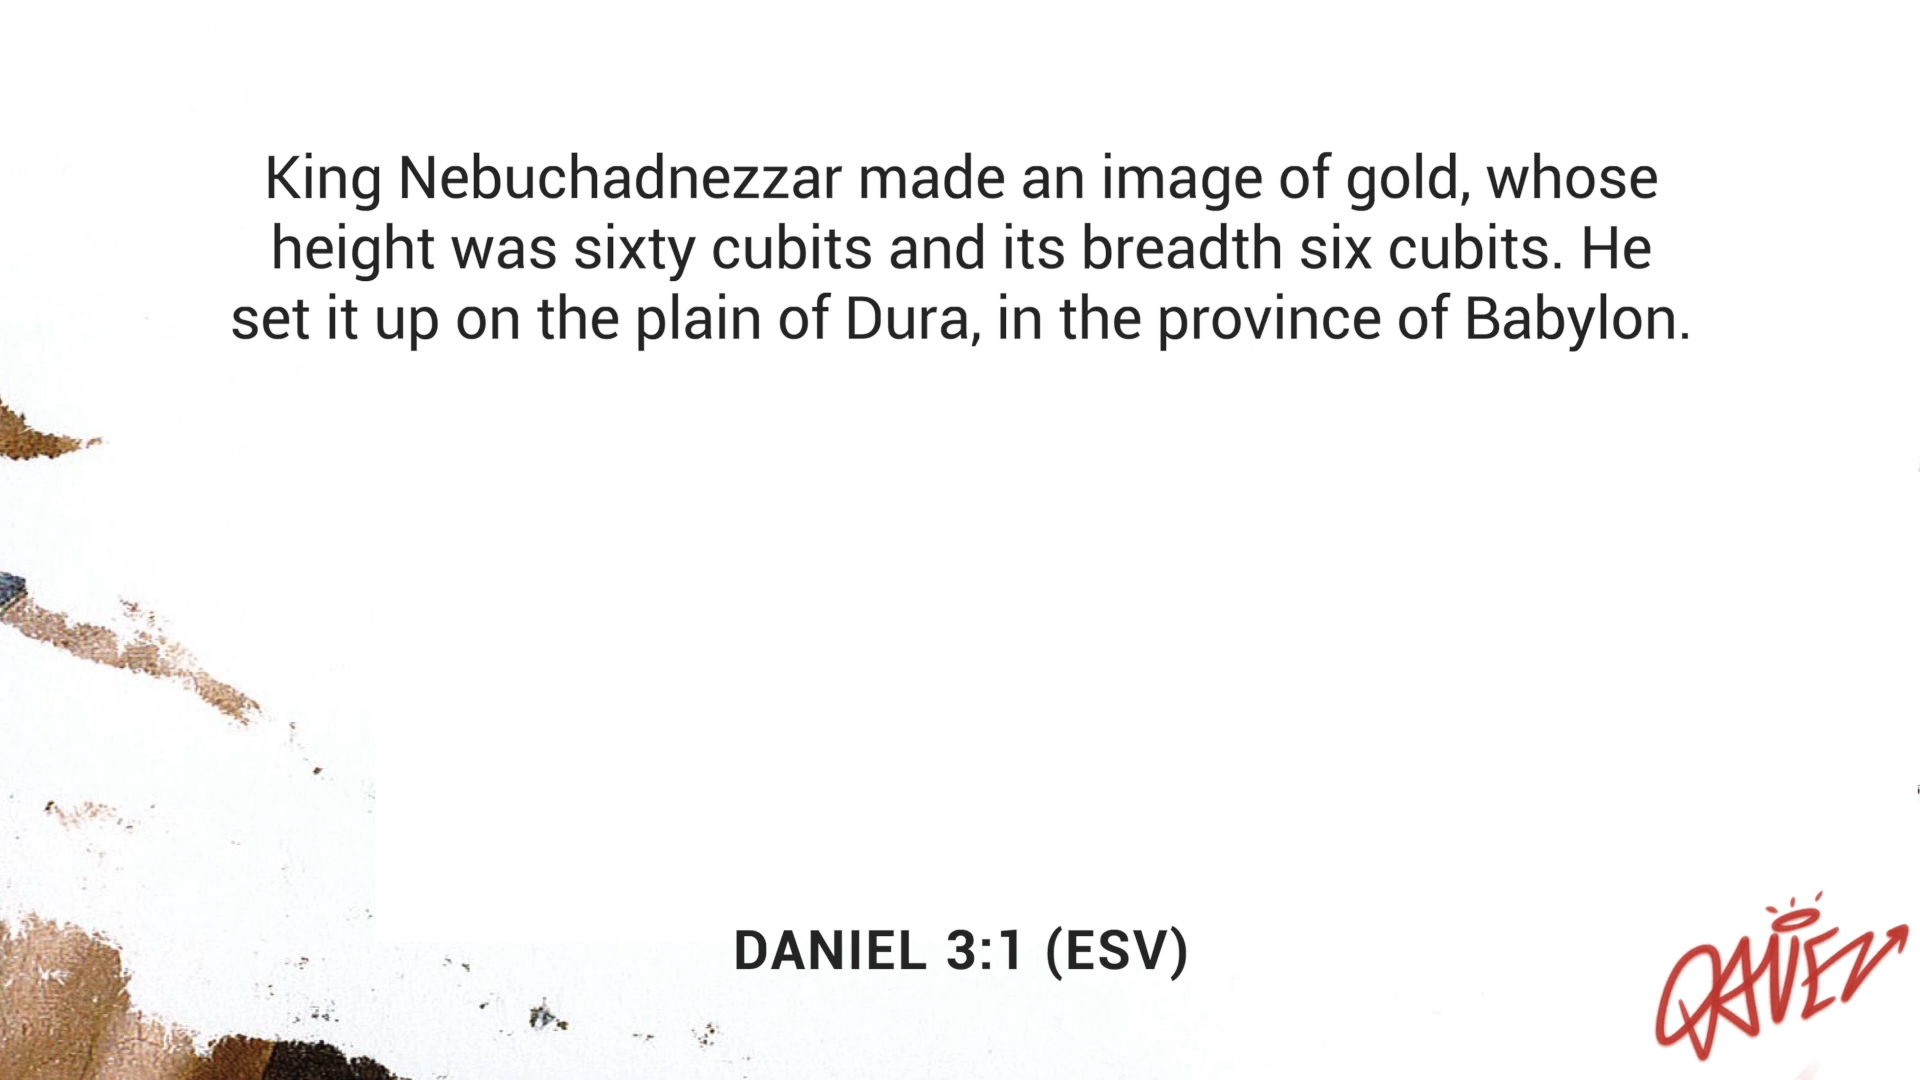 King Nebuchadnezzar made an image of gold, whose
height was sixty cubits and its breadth six cubits. He
set it up on the plain of Dura, in the province of Babylon.
DANIEL 3:1 (ESV)